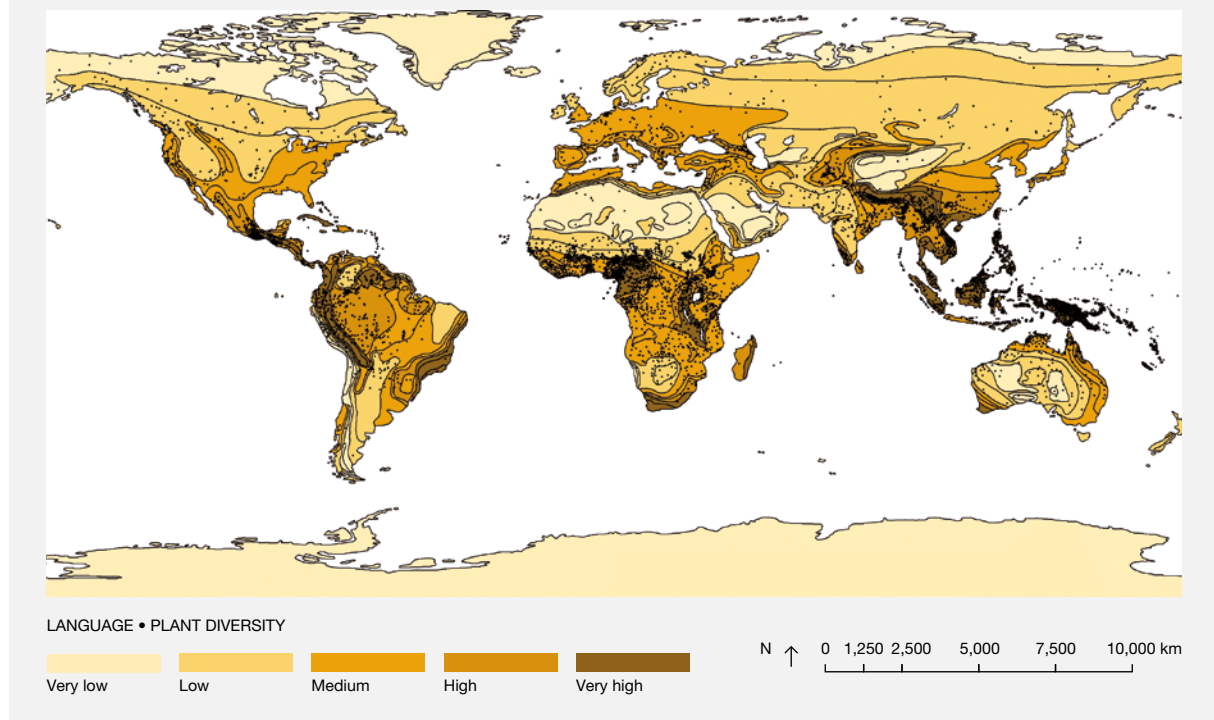 LANGUAGE • PLANT DIVERSITY
Very low
Low
Medium
High
Very high
N
0 1,250 2,500 5,000 7,500 10,000 km